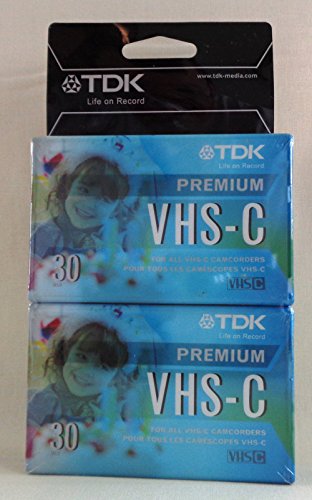 TDK
Life on Record
www.tdk-media.com
TDK
Life on Record
PREMIUM
VHS-C
FOR ALL VHS-C CAMCORDERS
POUR TOUS LES CAMESCOPES VHS-C
30
VHS C
TDK
Life on Record
PREMIUM
VHS-C
FOR ALL VHS-C CAMCORDERS
POUR TOUS LES CAMESCOPES VHS-C
30
VHS C